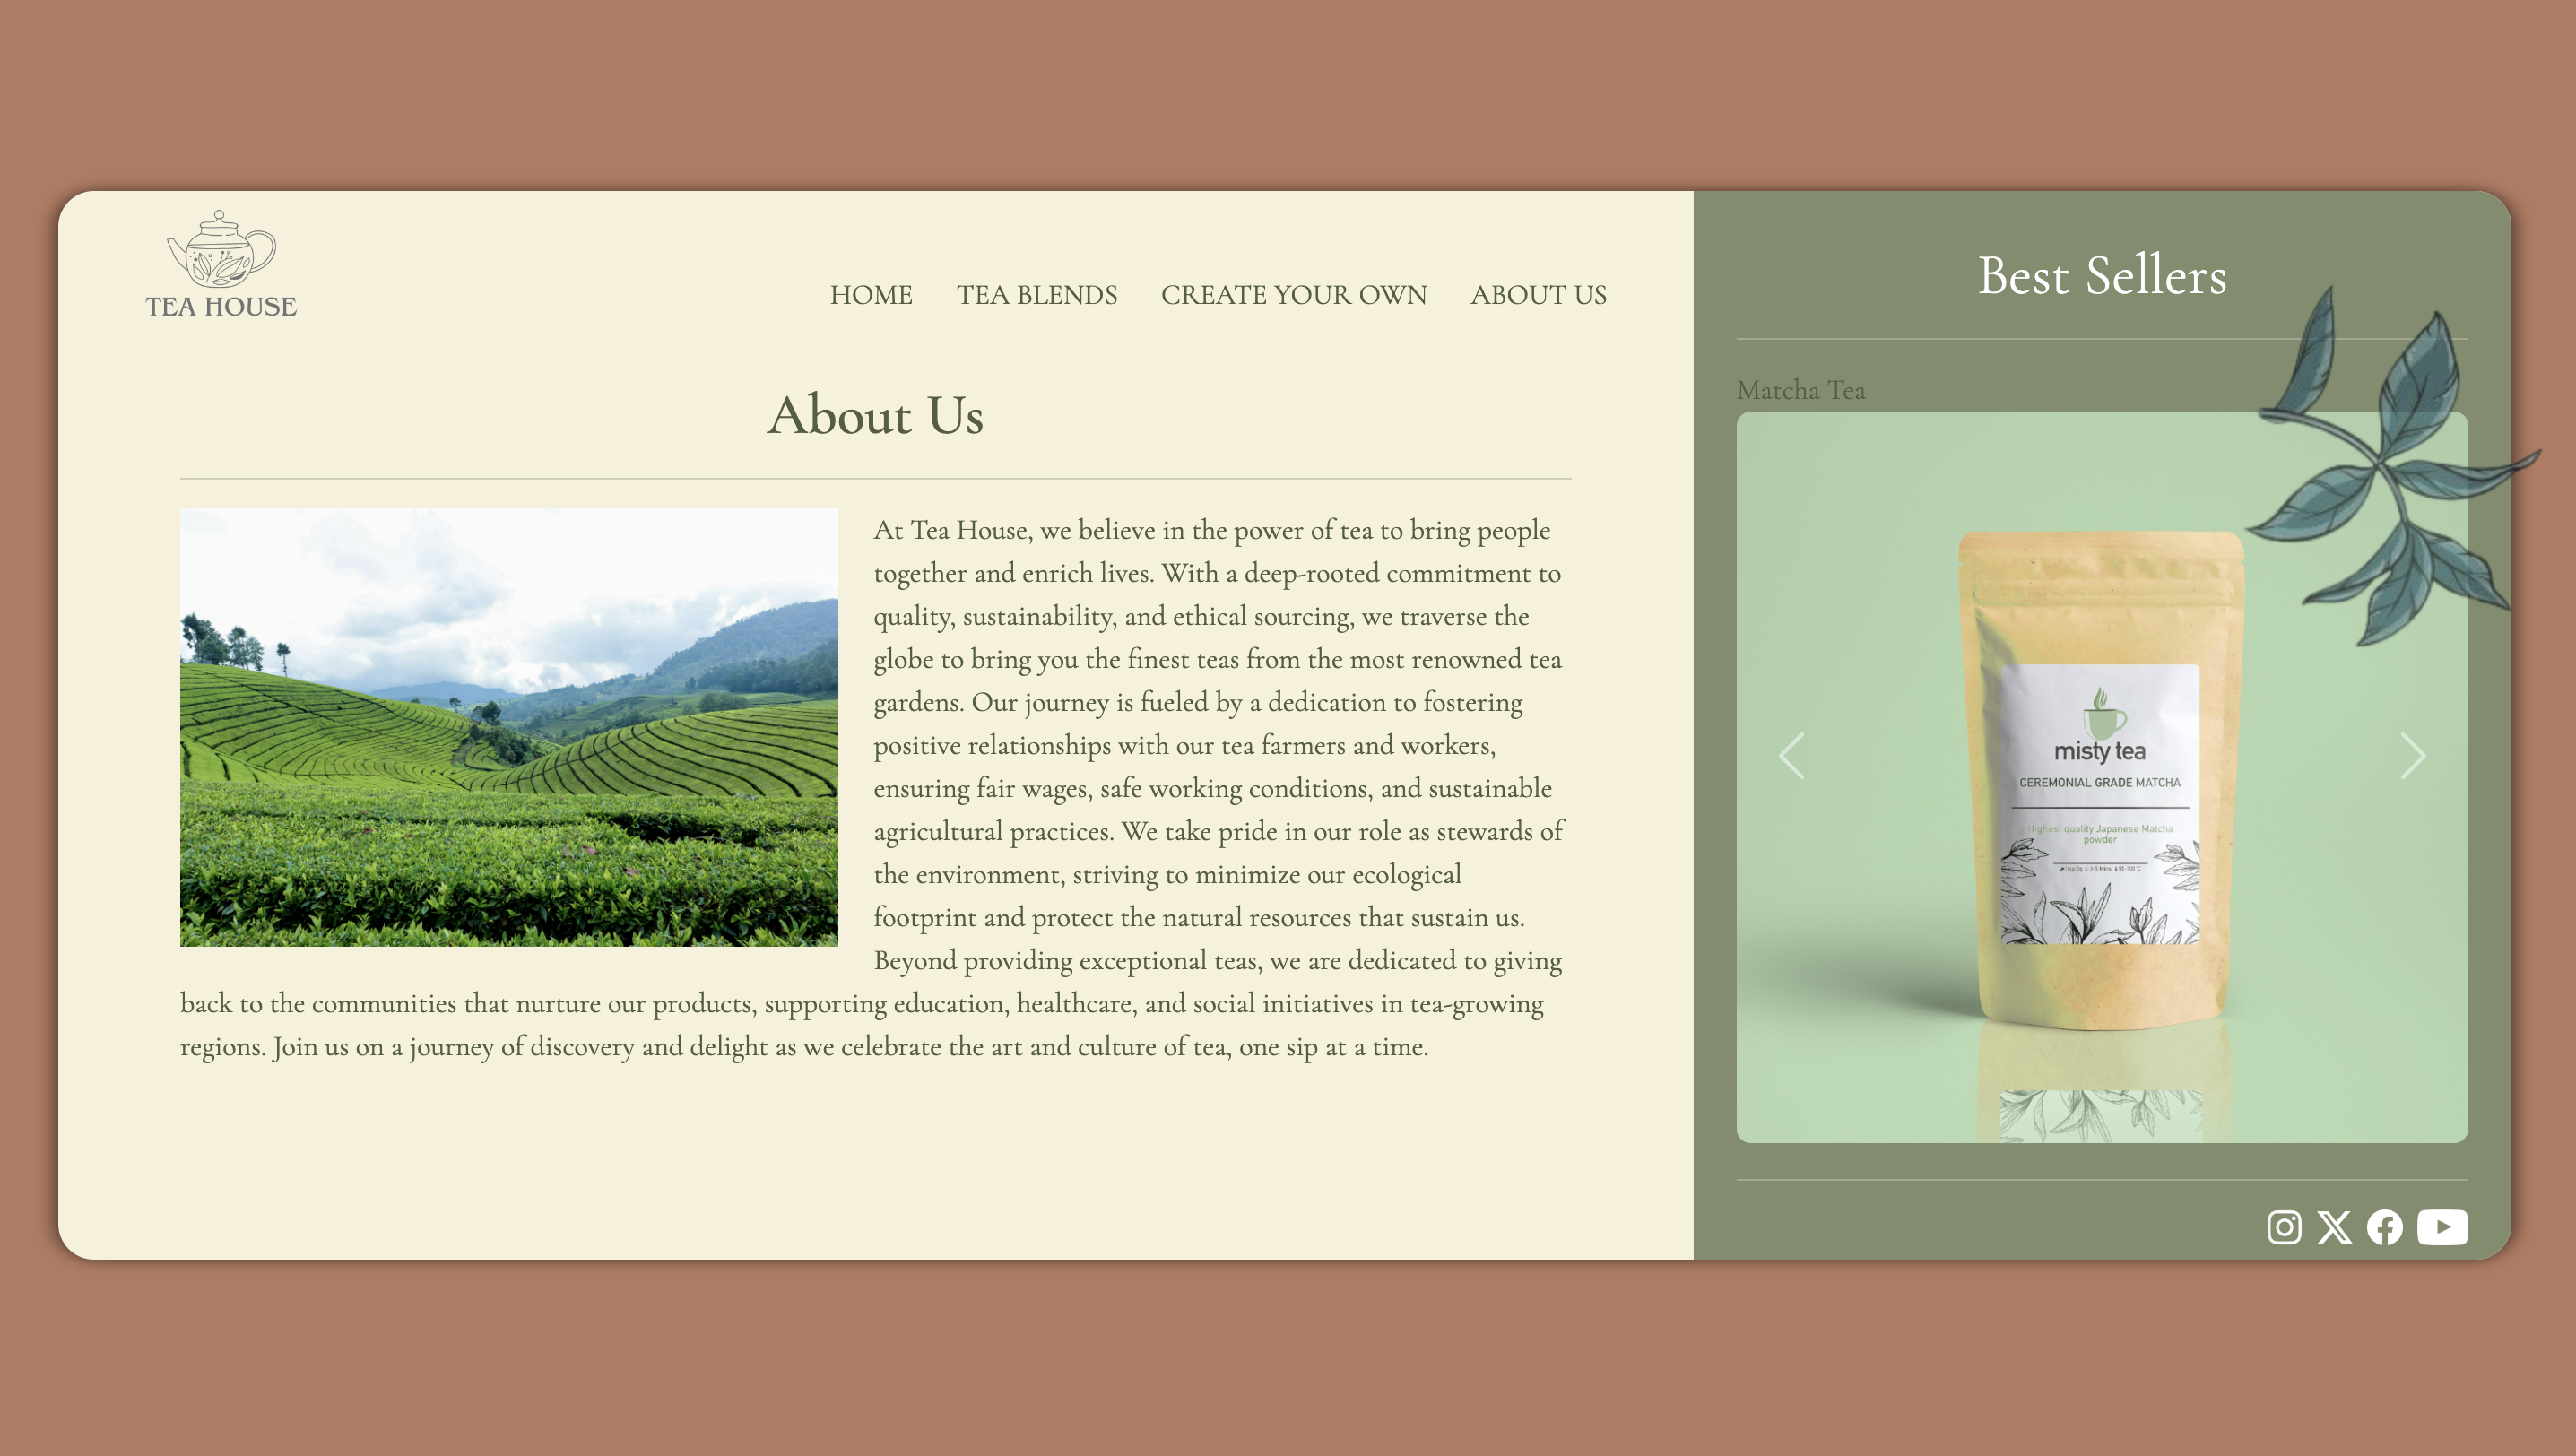 TEA HOUSE
HOME TEA BLENDS CREATE YOUR OWN ABOUT US
About Us
At Tea House, we believe in the power of tea to bring people
together and enrich lives. With a deep-rooted commitment to
quality, sustainability, and ethical sourcing, we traverse the
globe to bring you the finest teas from the most renowned tea
gardens. Our journey is fueled by a dedication to fostering
positive relationships with our tea farmers and workers,
ensuring fair wages, safe working conditions, and sustainable
agricultural practices. We take pride in our role as stewards of
the environment, striving to minimize our ecological
footprint and protect the natural resources that sustain us.
Beyond providing exceptional teas, we are dedicated to giving
back to the communities that nurture our products, supporting education, healthcare, and social initiatives in tea-growing
regions. Join us on a journey of discovery and delight as we celebrate the art and culture of tea, one sip at a time.
Best Sellers
Matcha Tea
misty tea
CEREMONIAL GRADE MATCHA
Highest quality Japanese Matcha
powder